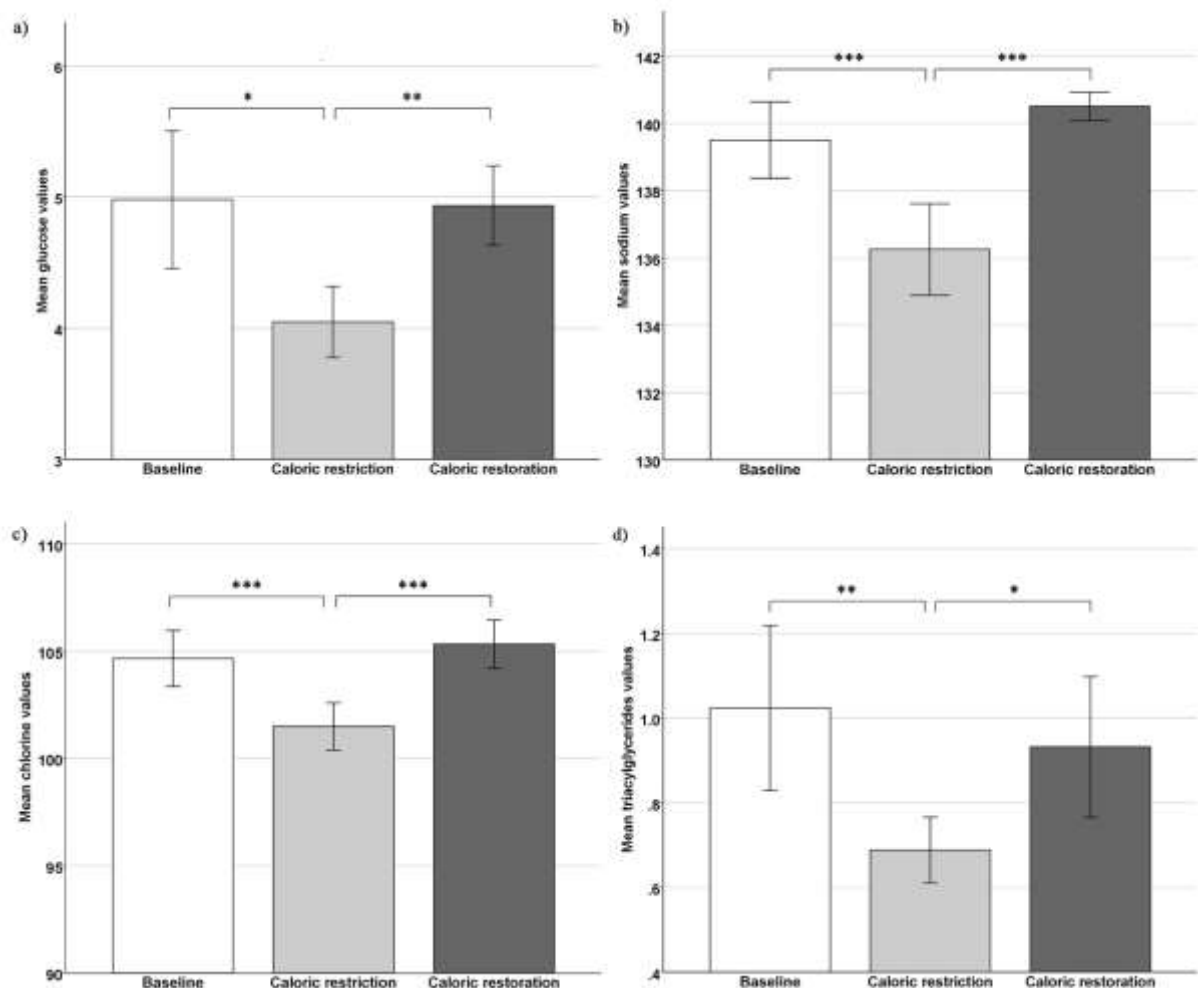 a)
6
5
4
3
Mean glucose values
*
**
Baseline
Caloric restriction
Caloric restoration
b)
142
140
138
136
134
132
130
Mean sodium values
***
***
Baseline
Caloric restriction
Caloric restoration
c)
110
105
100
95
90
Mean chlorine values
***
***
Baseline
Caloric restriction
Caloric restoration
d)
1.4
1.2
1.0
.8
.6
.4
Mean triacylglycerides values
**
*
Baseline
Caloric restriction
Caloric restoration